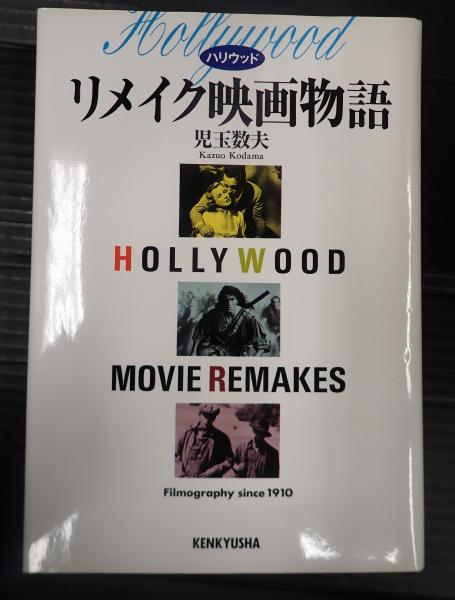 Hollywood
ハリウッド
リメイク映画物語
児玉数夫
Kazuo Kodama
HOLLYWOOD
MOVIE REMAKES
Filmography since 1910
KENKYUSHA